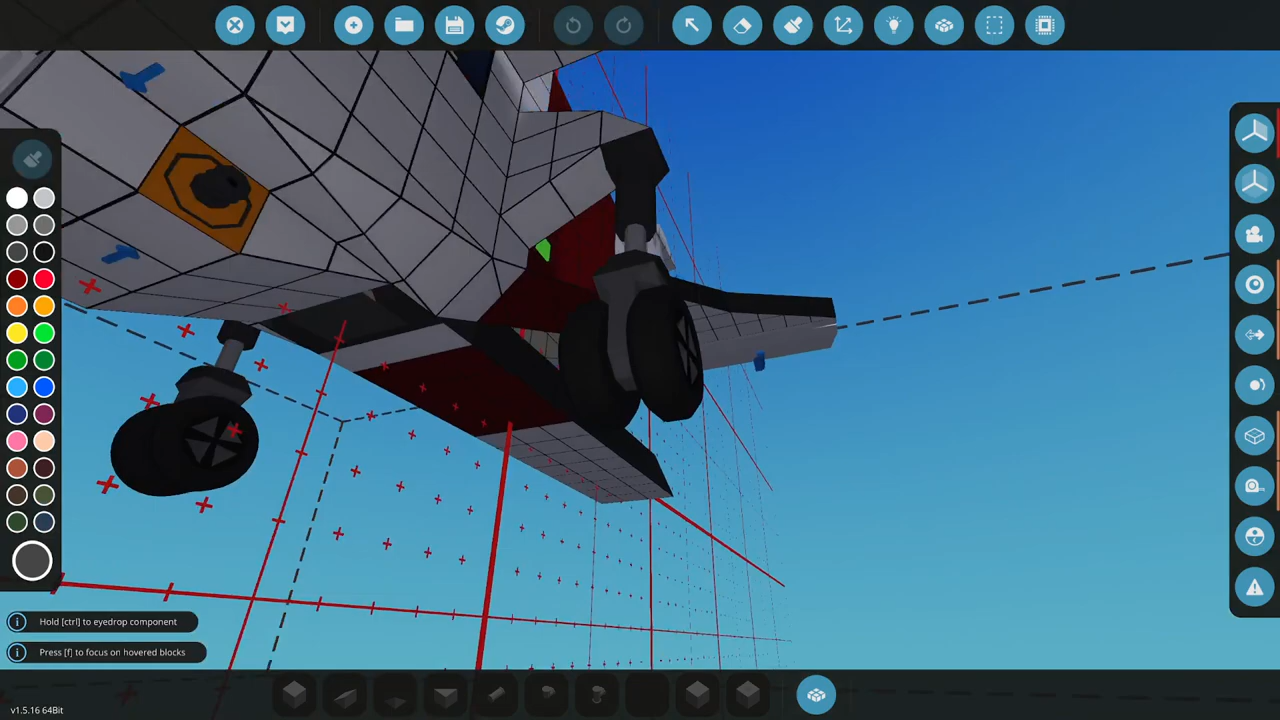 Hold [ctrl] to eyedrop component
Press [f] to focus on hovered blocks
v1.5.16 64Bit